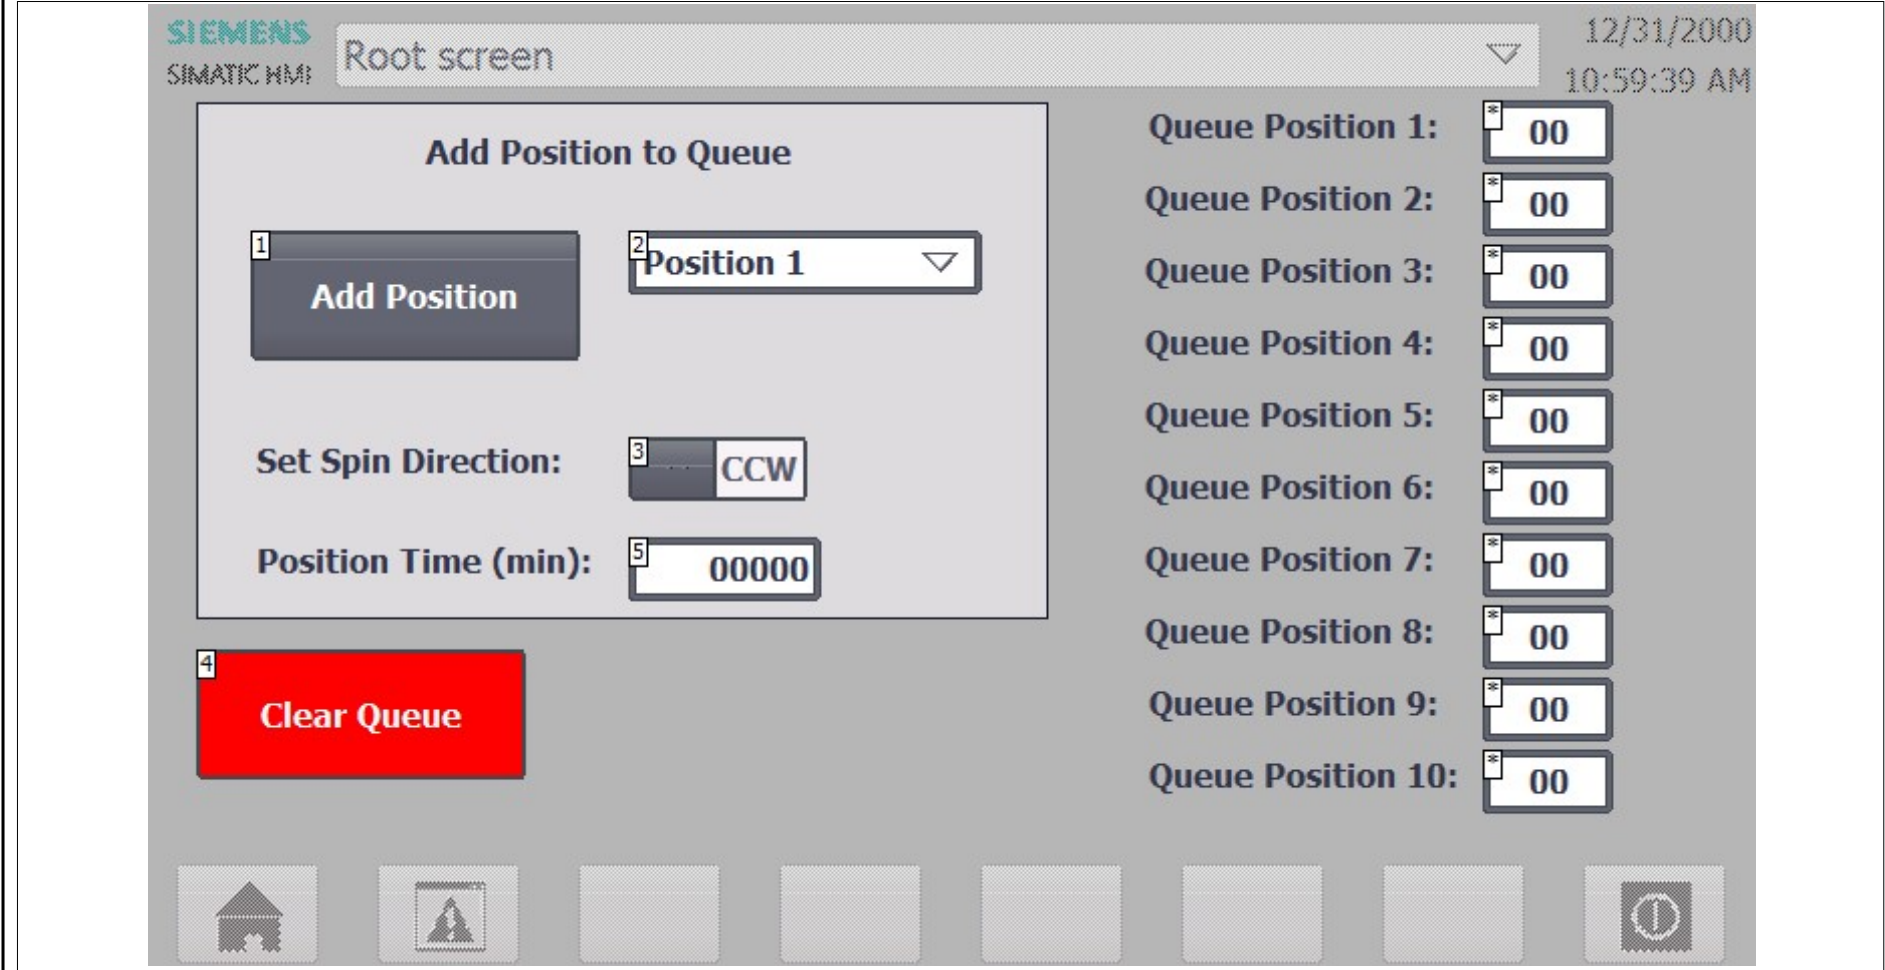 SIEMENS
SIMATIC HMI
Root screen
12/31/2000
10:59:39 AM
Add Position to Queue
1
Add Position
2
Position 1
Set Spin Direction:
3
CCW
Position Time (min):
5
00000
4
Clear Queue
Queue Position 1:
* 00
Queue Position 2:
* 00
Queue Position 3:
* 00
Queue Position 4:
* 00
Queue Position 5:
* 00
Queue Position 6:
* 00
Queue Position 7:
* 00
Queue Position 8:
* 00
Queue Position 9:
* 00
Queue Position 10:
* 00